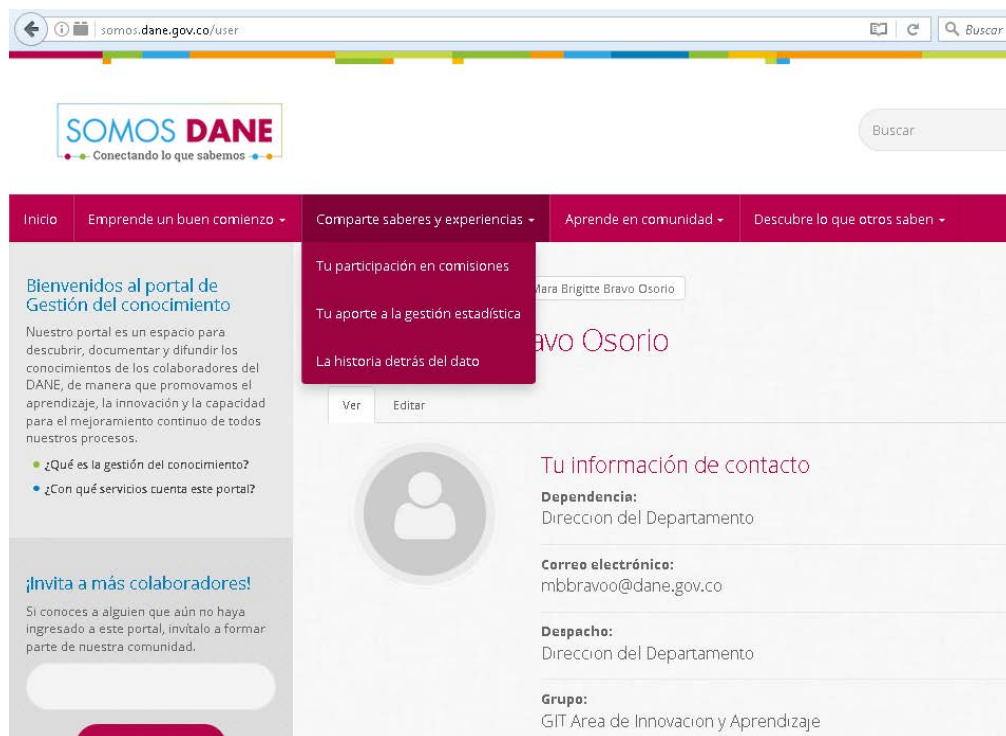 somos.dane.gov.co/user
Buscar
SOMOS DANE
Conectando lo que sabemos
Buscar
Inicio
Emprende un buen comienzo
Comparte saberes y experiencias
Aprende en comunidad
Descubre lo que otros saben
Tu participación en comisiones
Tu aporte a la gestión estadística
La historia detrás del dato
Bienvenidos al portal de
Gestión del conocimiento
Nuestro portal es un espacio para
descubrir, documentar y difundir los
conocimientos de los colaboradores del
DANE, de manera que promovamos el
aprendizaje, la innovación y la capacidad
para el mejoramiento continuo de todos
nuestros procesos.
¿Qué es la gestión del conocimiento?
¿Con qué servicios cuenta este portal?
¡Invita a más colaboradores!
Si conoces a alguien que aún no haya
ingresado a este portal, invítalo a formar
parte de nuestra comunidad.
Mara Brigitte Bravo Osorio
avo Osorio
Ver
Editar
Tu información de contacto
Dependencia:
Direccion del Departamento
Correo electrónico:
mbbravoo@dane.gov.co
Despacho:
Direccion del Departamento
Grupo:
GIT Area de Innovacion y Aprendizaje